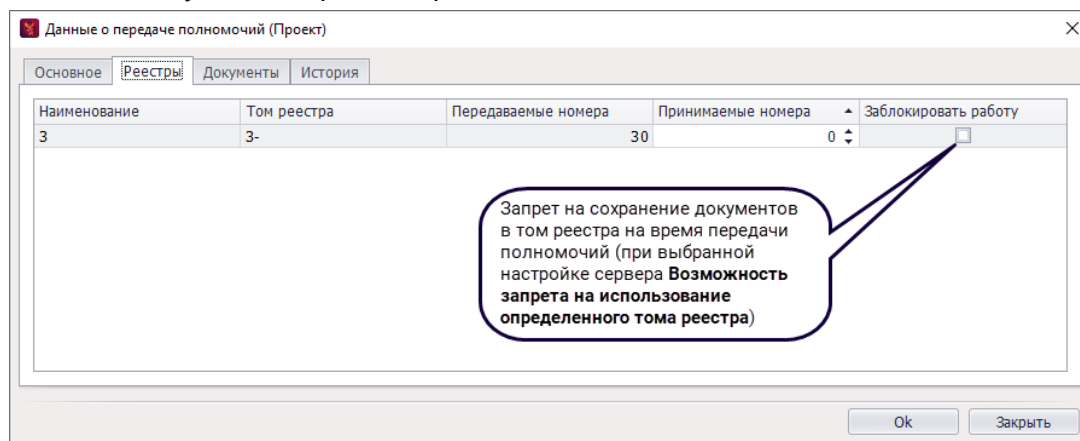 Данные о передаче полномочий (Проект)
Основное Реестры Документы История
Наименование Том реестра Передаваемые номера Принимаемые номера Заблокировать работу
3 3- 30 0
Запрет на сохранение документов
в том реестра на время передачи
полномочий (при выбранной
настройке сервера Возможность
запрета на использование
определенного тома реестра)
Ok Закрыть